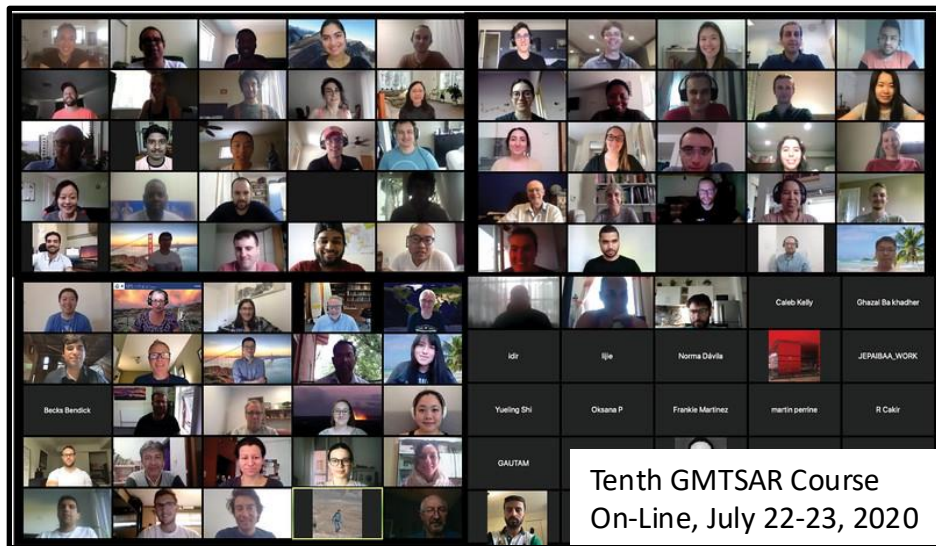 Caleb Kelly
Ghazal Ba khadher
idir
lijie
Norma Dávila
JEPAIBAA_WORK
Becks Bendick
Yueling Shi
Oksana P
Frankie Martinez
martin perrine
R Cakir
GAUTAM
Tenth GMTSAR Course
On-Line, July 22-23, 2020